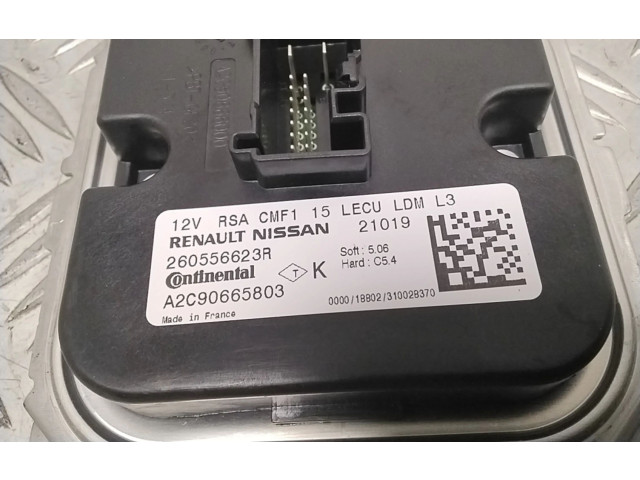 12V RSA CMF1 15 LECU LDM L3
RENAULT NISSAN 21019
260556623R Soft : 5.06
Hard : C5.4
Continental T K
A2C90665803 0000/18802/310028370
Made in France